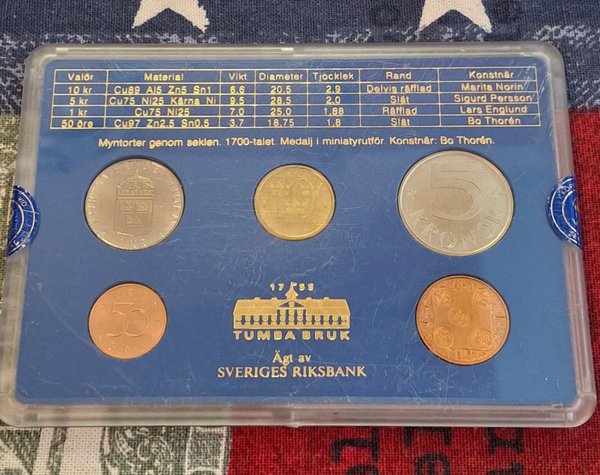 Valör Material Vikt Diameter Tjocklek Rand Konstnär
10 kr Cu89 Al5 Zn5 Sn1 6.6 20.5 2.9 Delvis räfflad Marita Norin
5 kr Cu75 Ni25 Kärna Ni 9.5 28.5 2.0 Slät Sigurd Persson
1 kr Cu75 Ni25 7.0 25.0 1.88 Räfflad Lars Englund
50 öre Cu97 Zn2.5 Sn0.5 3.7 18.75 1.8 Slät Bo Thorén
Myntorter genom seklen. 1700-talet. Medalj i miniatyrutför. Konstnär: Bo Thorén.
5
KRONOR
50
1755
TUMBA BRUK
Ägt av
SVERIGES RIKSBANK